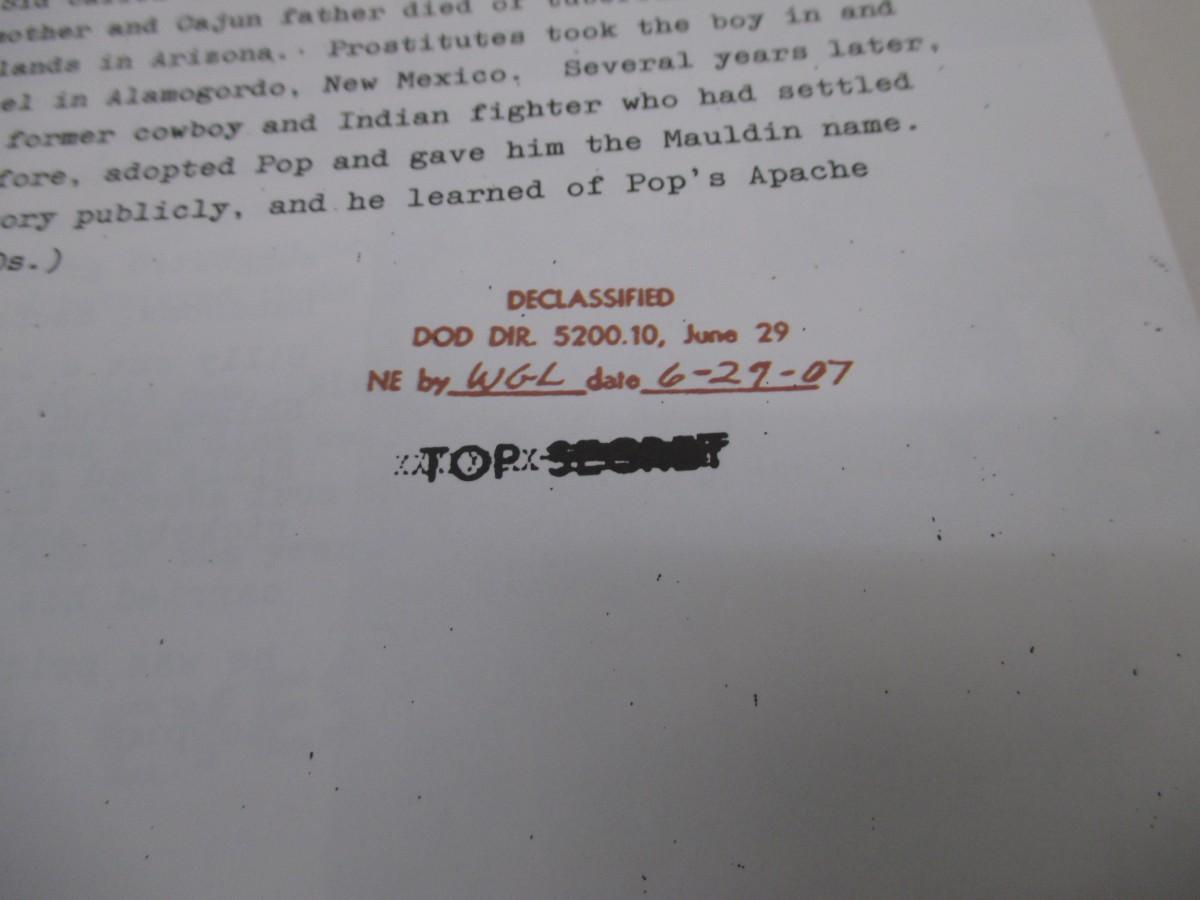 mother and Cajun father died of
lands in Arizona. Prostitutes took the boy in and
el in Alamogordo, New Mexico. Several years later,
former cowboy and Indian fighter who had settled
fore, adopted Pop and gave him the Mauldin name.
ory publicly, and he learned of Pop's Apache
Os.)
DECLASSIFIED
DOD DIR. 5200.10, June 29
NE by WGL date 6-29-07
TOP SECRET